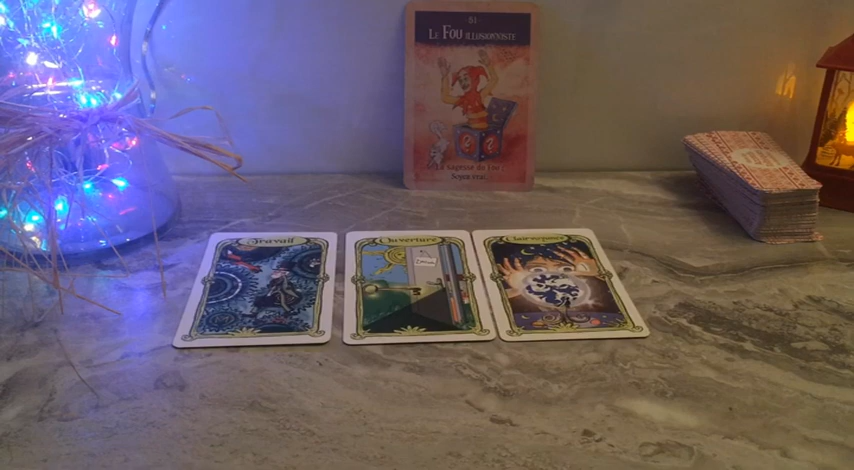 51
LE FOU ILLUSIONNISTE
La sagesse du Fou :
Soyez vrai.
Travail
Ouverture
Clairvoyance